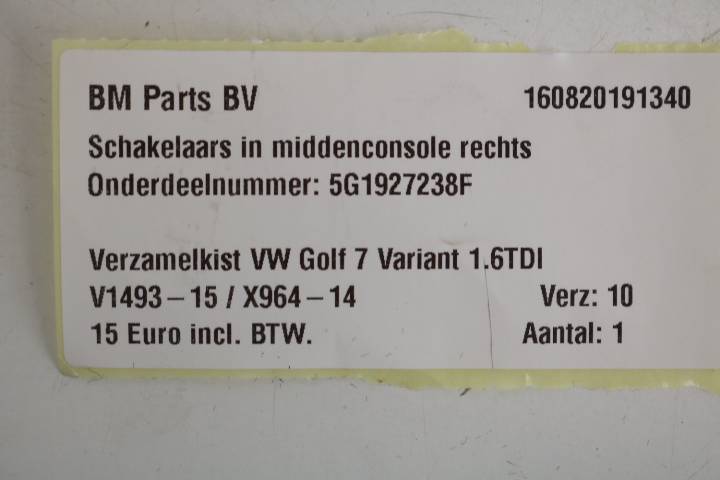 BM Parts BV 160820191340
Schakelaars in middenconsole rechts
Onderdeelnummer: 5G1927238F
Verzamelkist VW Golf 7 Variant 1.6TDI
V1493-15 / X964-14 Verz: 10
15 Euro incl. BTW. Aantal: 1